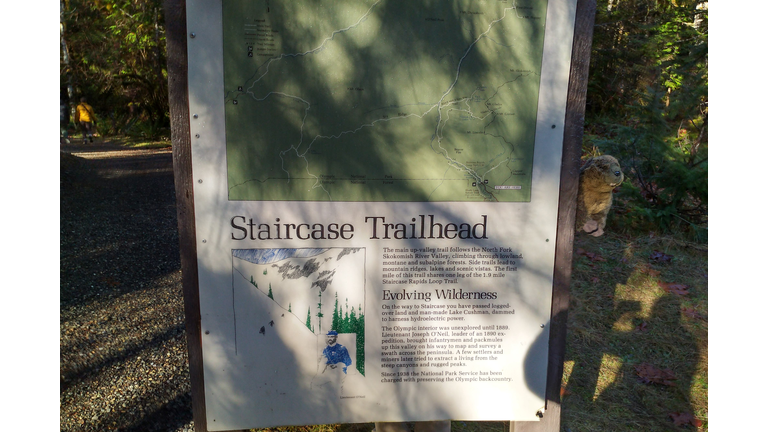 Staircase Trailhead
The main up-valley trail follows the North Fork
Skokomish River Valley, climbing through lowland,
montane and subalpine forests. Side trails lead to
mountain ridges, lakes and scenic vistas. The first
mile of this trail shares one leg of the 1.9 mile
Staircase Rapids Loop Trail.
Evolving Wilderness
On the way to Staircase you have passed logged-
over land and man-made Lake Cushman, dammed
to harness hydroelectric power.
The Olympic interior was unexplored until 1889.
Lieutenant Joseph O'Neil, leader of an 1890 ex-
pedition, brought infantrymen and packmules
up this valley on his way to map and survey a
swath across the peninsula. A few settlers and
miners later tried to extract a living from the
steep canyons and rugged peaks.
Since 1938 the National Park Service has been
charged with preserving the Olympic backcountry.